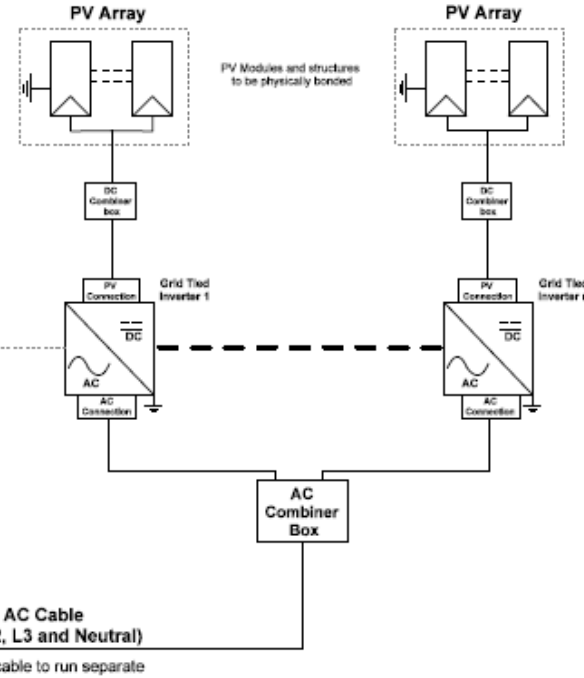 PV Array
PV Array
PV Modules and structures
to be physically bonded
DC
Combiner
box
DC
Combiner
box
PV
Connection
Grid Tied
Inverter 1
PV
Connection
Grid Tied
Inverter
DC
AC
DC
AC
AC
Connection
AC
Connection
AC
Combiner
Box
AC Cable
, L3 and Neutral)
cable to run separate